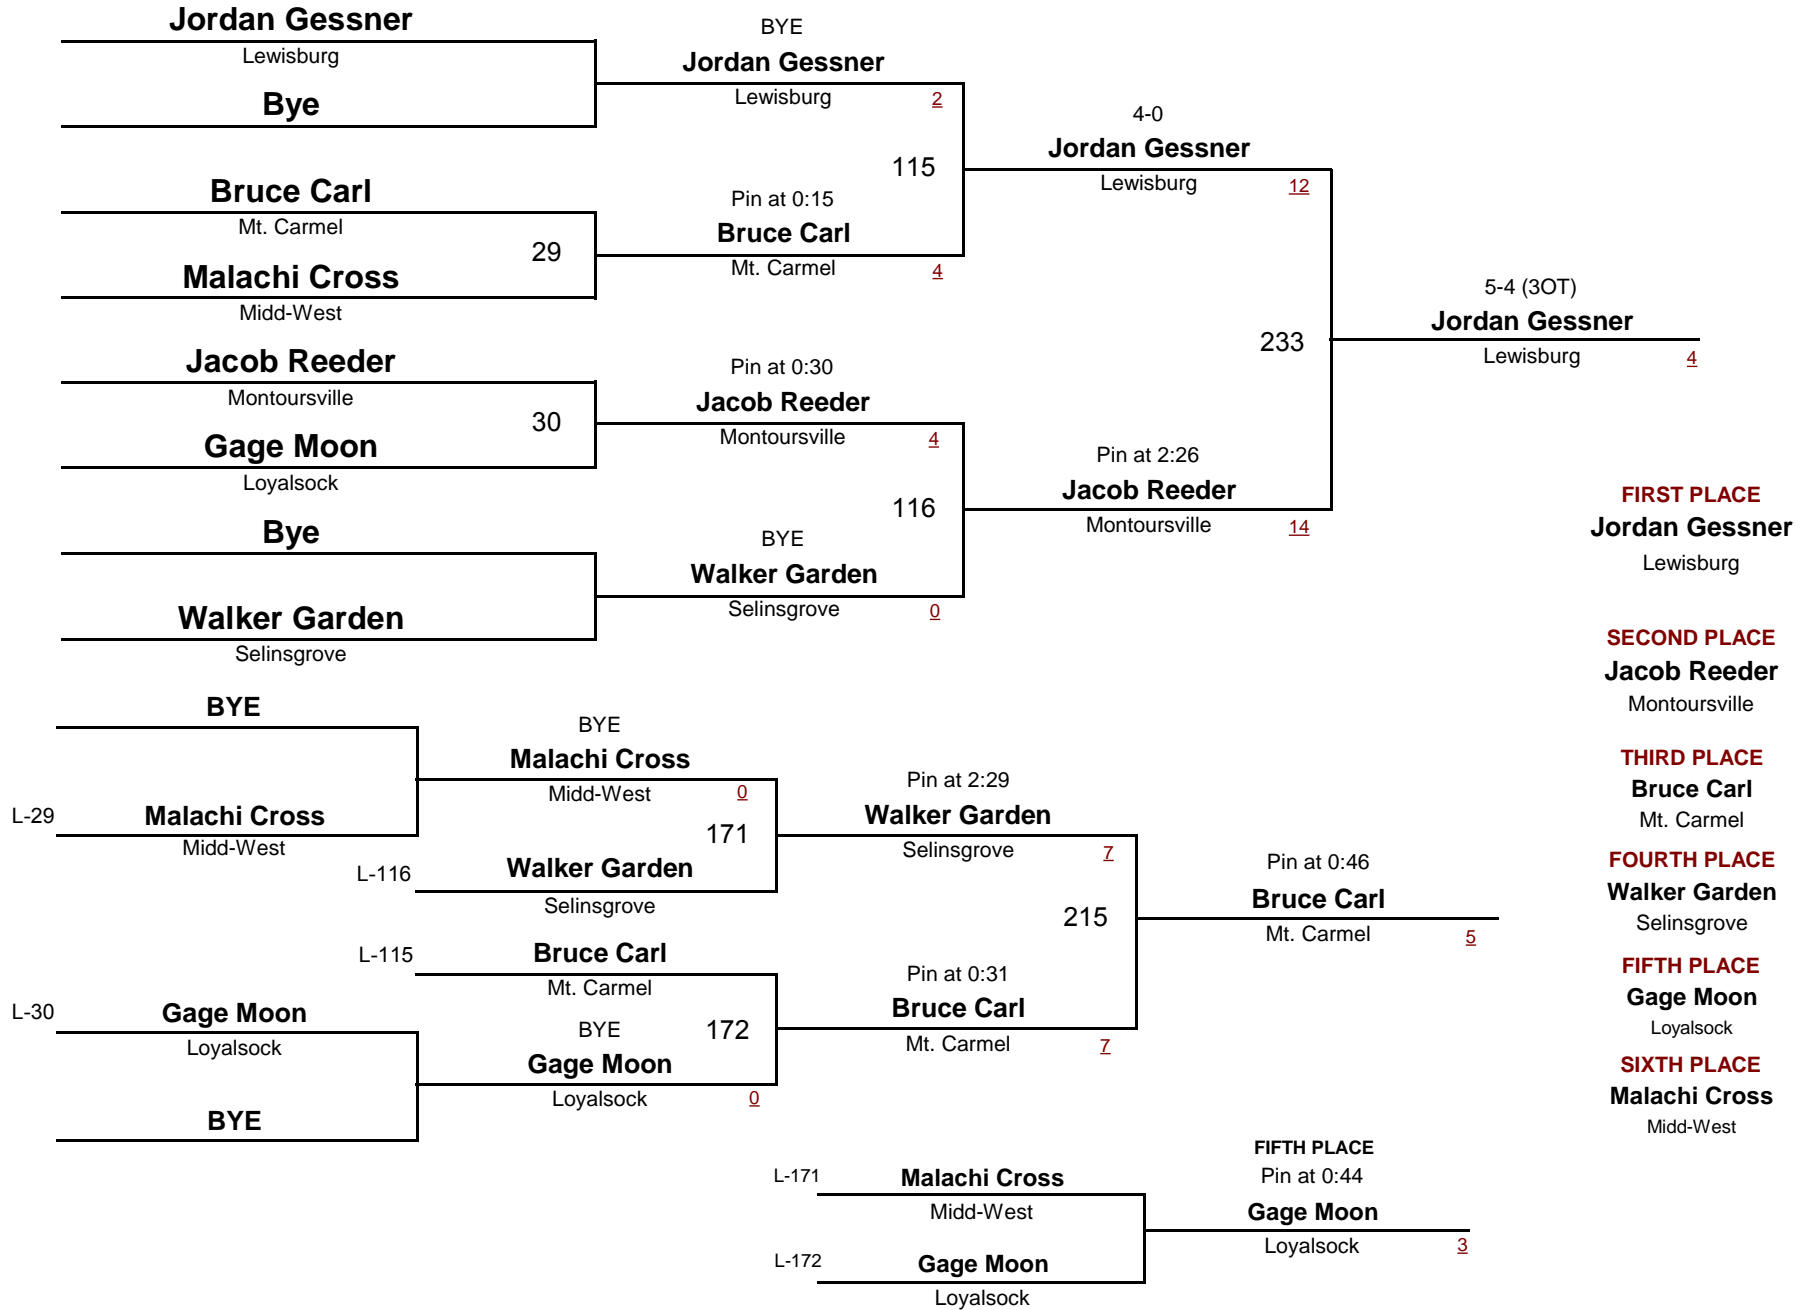 Jordan Gessner
Lewisburg
Bye
Bruce Carl
Mt. Carmel
29
Malachi Cross
Midd-West
Jacob Reeder
Montoursville
30
Gage Moon
Loyalsock
Bye
Walker Garden
Selinsgrove
BYE
Jordan Gessner
Lewisburg 2
115
Pin at 0:15
Bruce Carl
Mt. Carmel 4
Pin at 0:30
Jacob Reeder
Montoursville 4
116
BYE
Walker Garden
Selinsgrove 0
4-0
Jordan Gessner
Lewisburg 12
233
Pin at 2:26
Jacob Reeder
Montoursville 14
5-4 (3OT)
Jordan Gessner
Lewisburg 4
FIRST PLACE
Jordan Gessner
Lewisburg
SECOND PLACE
Jacob Reeder
Montoursville
THIRD PLACE
Bruce Carl
Mt. Carmel
FOURTH PLACE
Walker Garden
Selinsgrove
FIFTH PLACE
Gage Moon
Loyalsock
SIXTH PLACE
Malachi Cross
Midd-West
BYE
L-29 Malachi Cross
Midd-West
L-30 Gage Moon
Loyalsock
BYE
BYE
Malachi Cross
Midd-West 0
171
L-116 Walker Garden
Selinsgrove
L-115 Bruce Carl
Mt. Carmel
BYE 172
Gage Moon
Loyalsock 0
Pin at 2:29
Walker Garden
Selinsgrove 7
215
Pin at 0:31
Bruce Carl
Mt. Carmel 7
Pin at 0:46
Bruce Carl
Mt. Carmel 5
L-171 Malachi Cross
Midd-West
L-172 Gage Moon
Loyalsock
FIFTH PLACE
Pin at 0:44
Gage Moon
Loyalsock 3